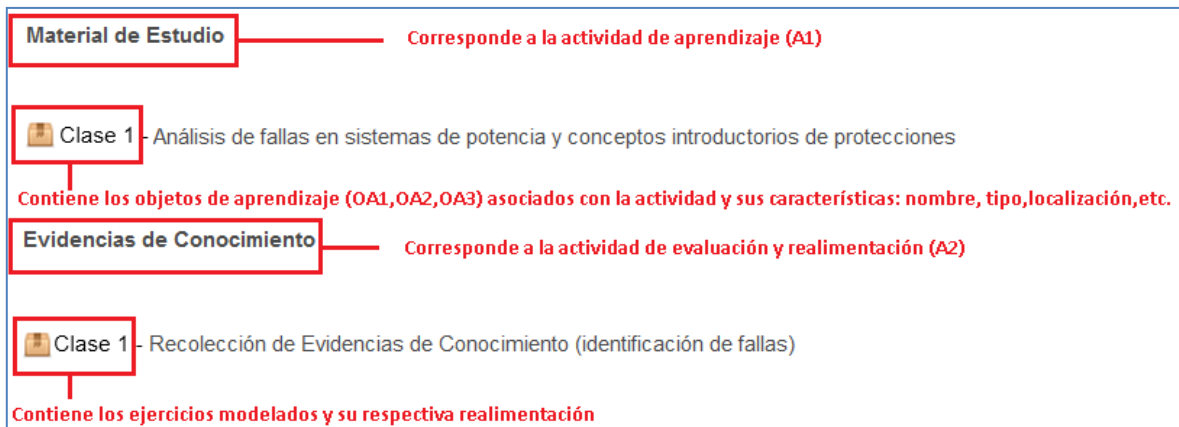 Material de Estudio
Corresponde a la actividad de aprendizaje (A1)
Clase 1 - Análisis de fallas en sistemas de potencia y conceptos introductorios de protecciones
Contiene los objetos de aprendizaje (OA1,OA2,OA3) asociados con la actividad y sus características: nombre, tipo,localización,etc.
Evidencias de Conocimiento
Corresponde a la actividad de evaluación y realimentación (A2)
Clase 1 - Recolección de Evidencias de Conocimiento (identificación de fallas)
Contiene los ejercicios modelados y su respectiva realimentación